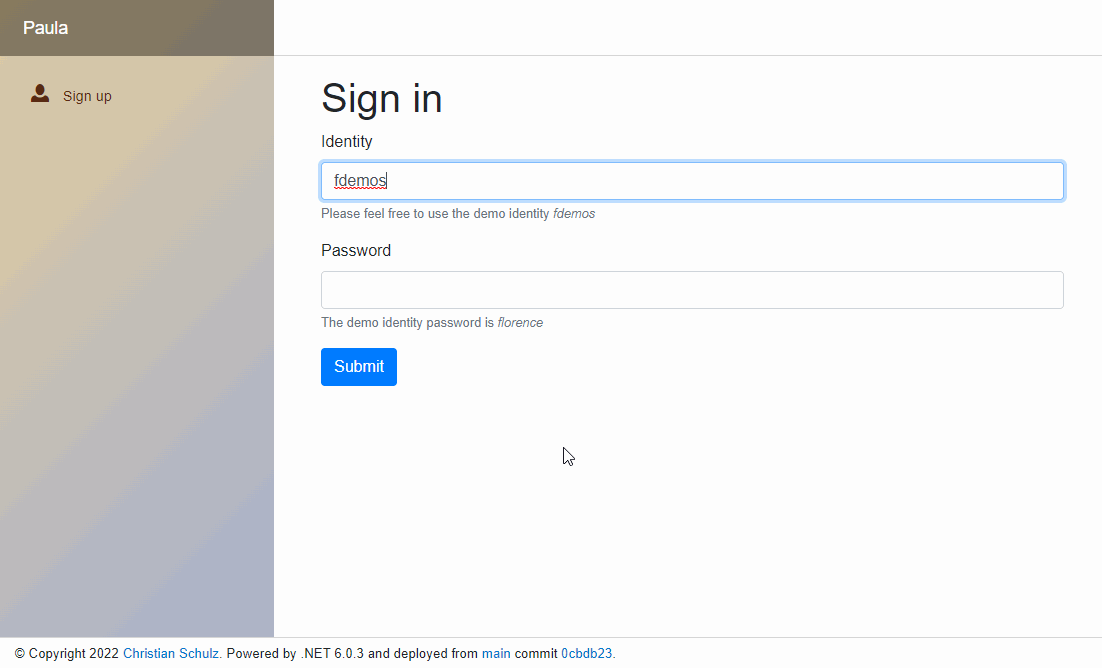 Paula
Sign up
Sign in
Identity
fdemos
Please feel free to use the demo identity fdemos
Password
The demo identity password is florence
Submit
© Copyright 2022 Christian Schulz. Powered by .NET 6.0.3 and deployed from main commit 0cbdb23.